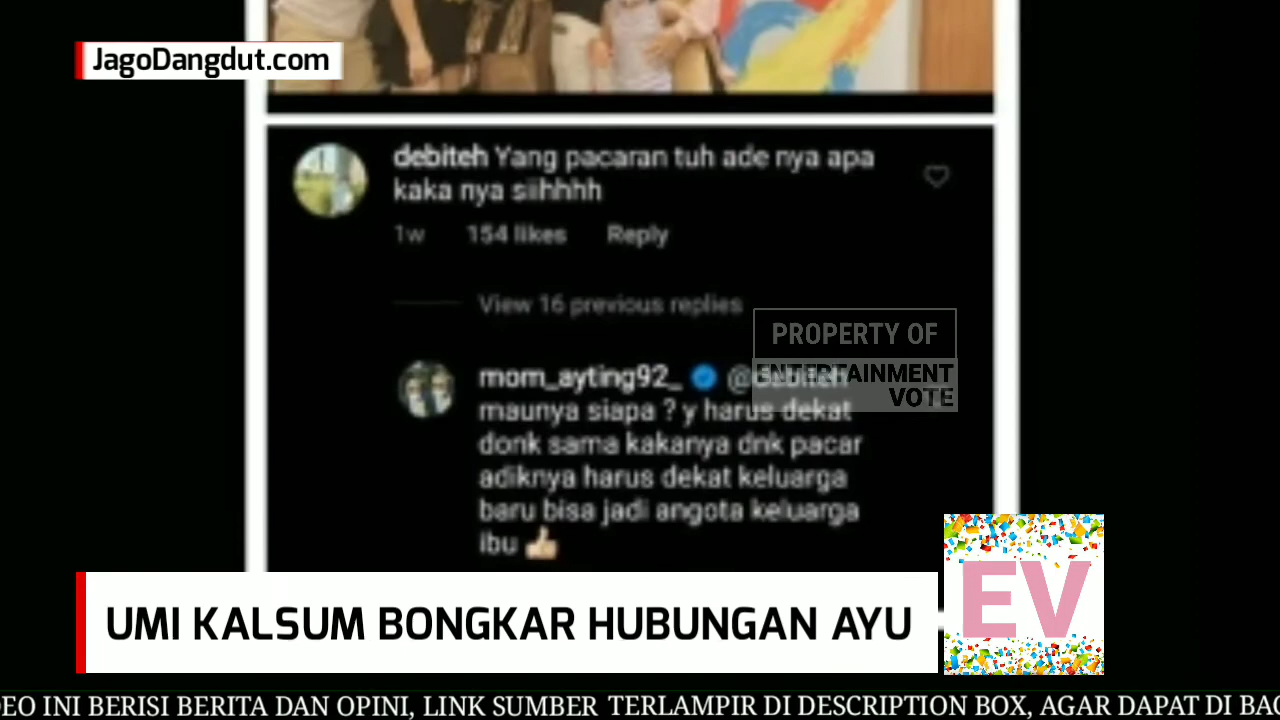 JagoDangdut.com
debiteh Yang pacaran tuh ade nya apa
kaka nya siihhhh
1w 154 likes Reply
View 16 previous replies
PROPERTY OF
ENTERTAINMENT
VOTE
mom_ayting92_ @debiteh
maunya siapa ? y harus dekat
donk sama kakanya dnk pacar
adiknya harus dekat keluarga
baru bisa jadi angota keluarga
ibu
UMI KALSUM BONGKAR HUBUNGAN AYU
EV
DEO INI BERISI BERITA DAN OPINI, LINK SUMBER TERLAMPIR DI DESCRIPTION BOX, AGAR DAPAT DI BAC